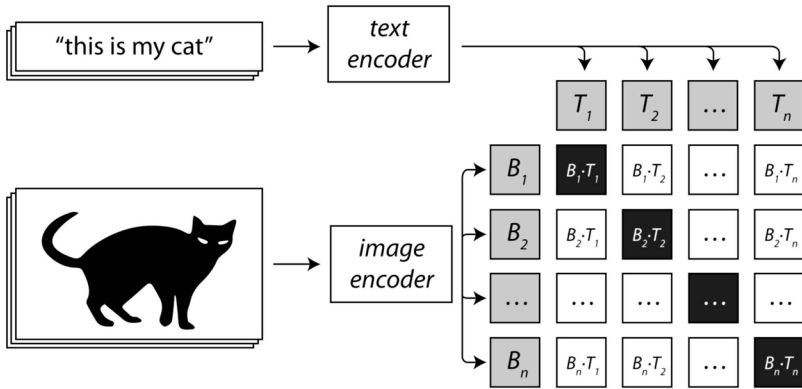 “this is my cat”
text
encoder
T₁ T₂ ... Tₙ
B₁ B₁·T₁ B₁·T₂ ... B₁·Tₙ
image
encoder
B₂ B₂·T₁ B₂·T₂ ... B₂·Tₙ
... ... ... ... ...
Bₙ Bₙ·T₁ Bₙ·T₂ ... Bₙ·Tₙ